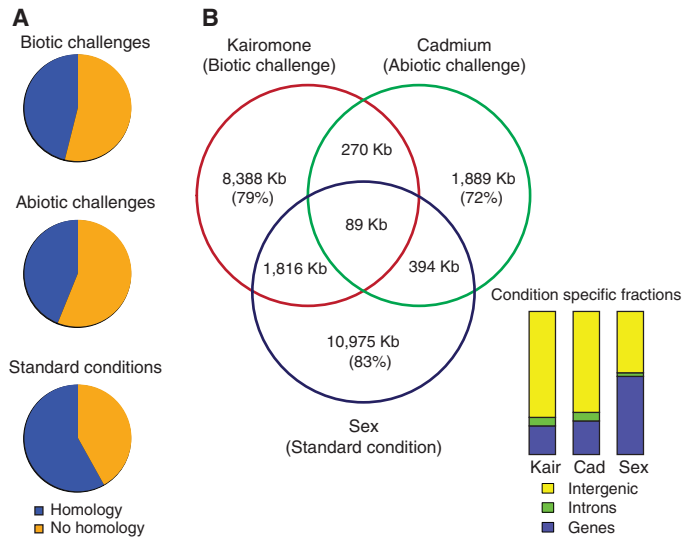 A
Biotic challenges
Abiotic challenges
Standard conditions
Homology
No homology
B
Kairomone
(Biotic challenge)
Cadmium
(Abiotic challenge)
270 Kb
8,388 Kb
(79%)
1,889 Kb
(72%)
89 Kb
1,816 Kb
394 Kb
10,975 Kb
(83%)
Sex
(Standard condition)
Condition specific fractions
Kair Cad Sex
Intergenic
Introns
Genes